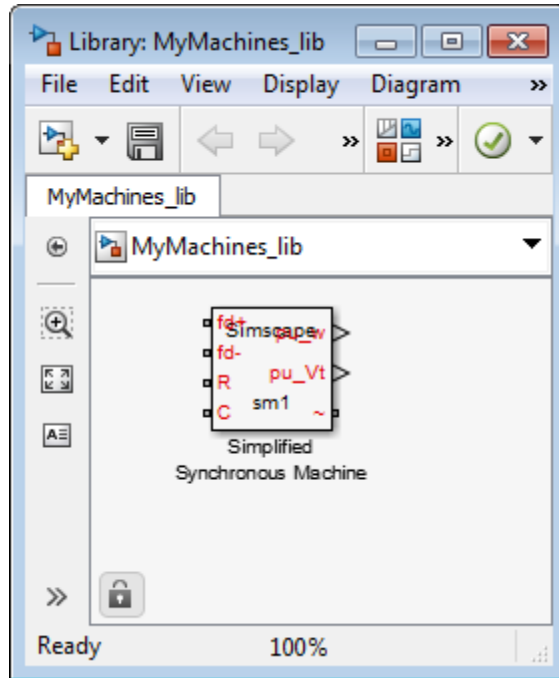 Library: MyMachines_lib
File Edit View Display Diagram »
» »
MyMachines_lib
MyMachines_lib
fd+ Simscape pu_w
fd-
R pu_Vt
C sm1 ~
Simplified
Synchronous Machine
»
Ready 100%